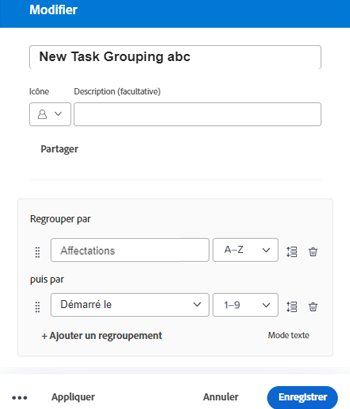 Modifier
New Task Grouping abc
Icône Description (facultative)
Partager
Regrouper par
Affectations A–Z
puis par
Démarré le 1–9
+ Ajouter un regroupement Mode texte
••• Appliquer Annuler Enregistrer